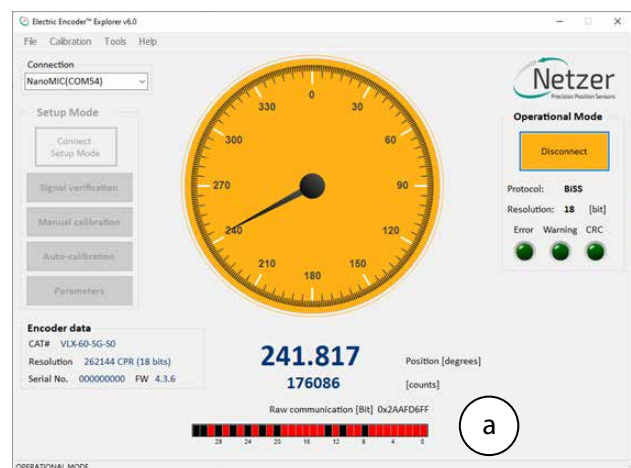 Electric Encoder™ Explorer v6.0
File Calibration Tools Help
Connection
NanoMIC(COM54)
Setup Mode
Connect
Setup Mode
Signal verification
Manual calibration
Auto-calibration
Parameters
0
30
60
90
120
150
180
210
240
270
300
330
Netzer
Precision Position Sensors
Operational Mode
Disconnect
Protocol: BiSS
Resolution: 18 [bit]
Error Warning CRC
Encoder data
CAT# VLX-60-SG-S0
Resolution 262144 CPR (18 bits)
Serial No. 000000000 FW 4.3.6
241.817 Position [degrees]
176086 [counts]
Raw communication [Bit] 0x2AAFD6FF
28 24 20 16 12 8 4 0
a
OPERATIONAL MODE